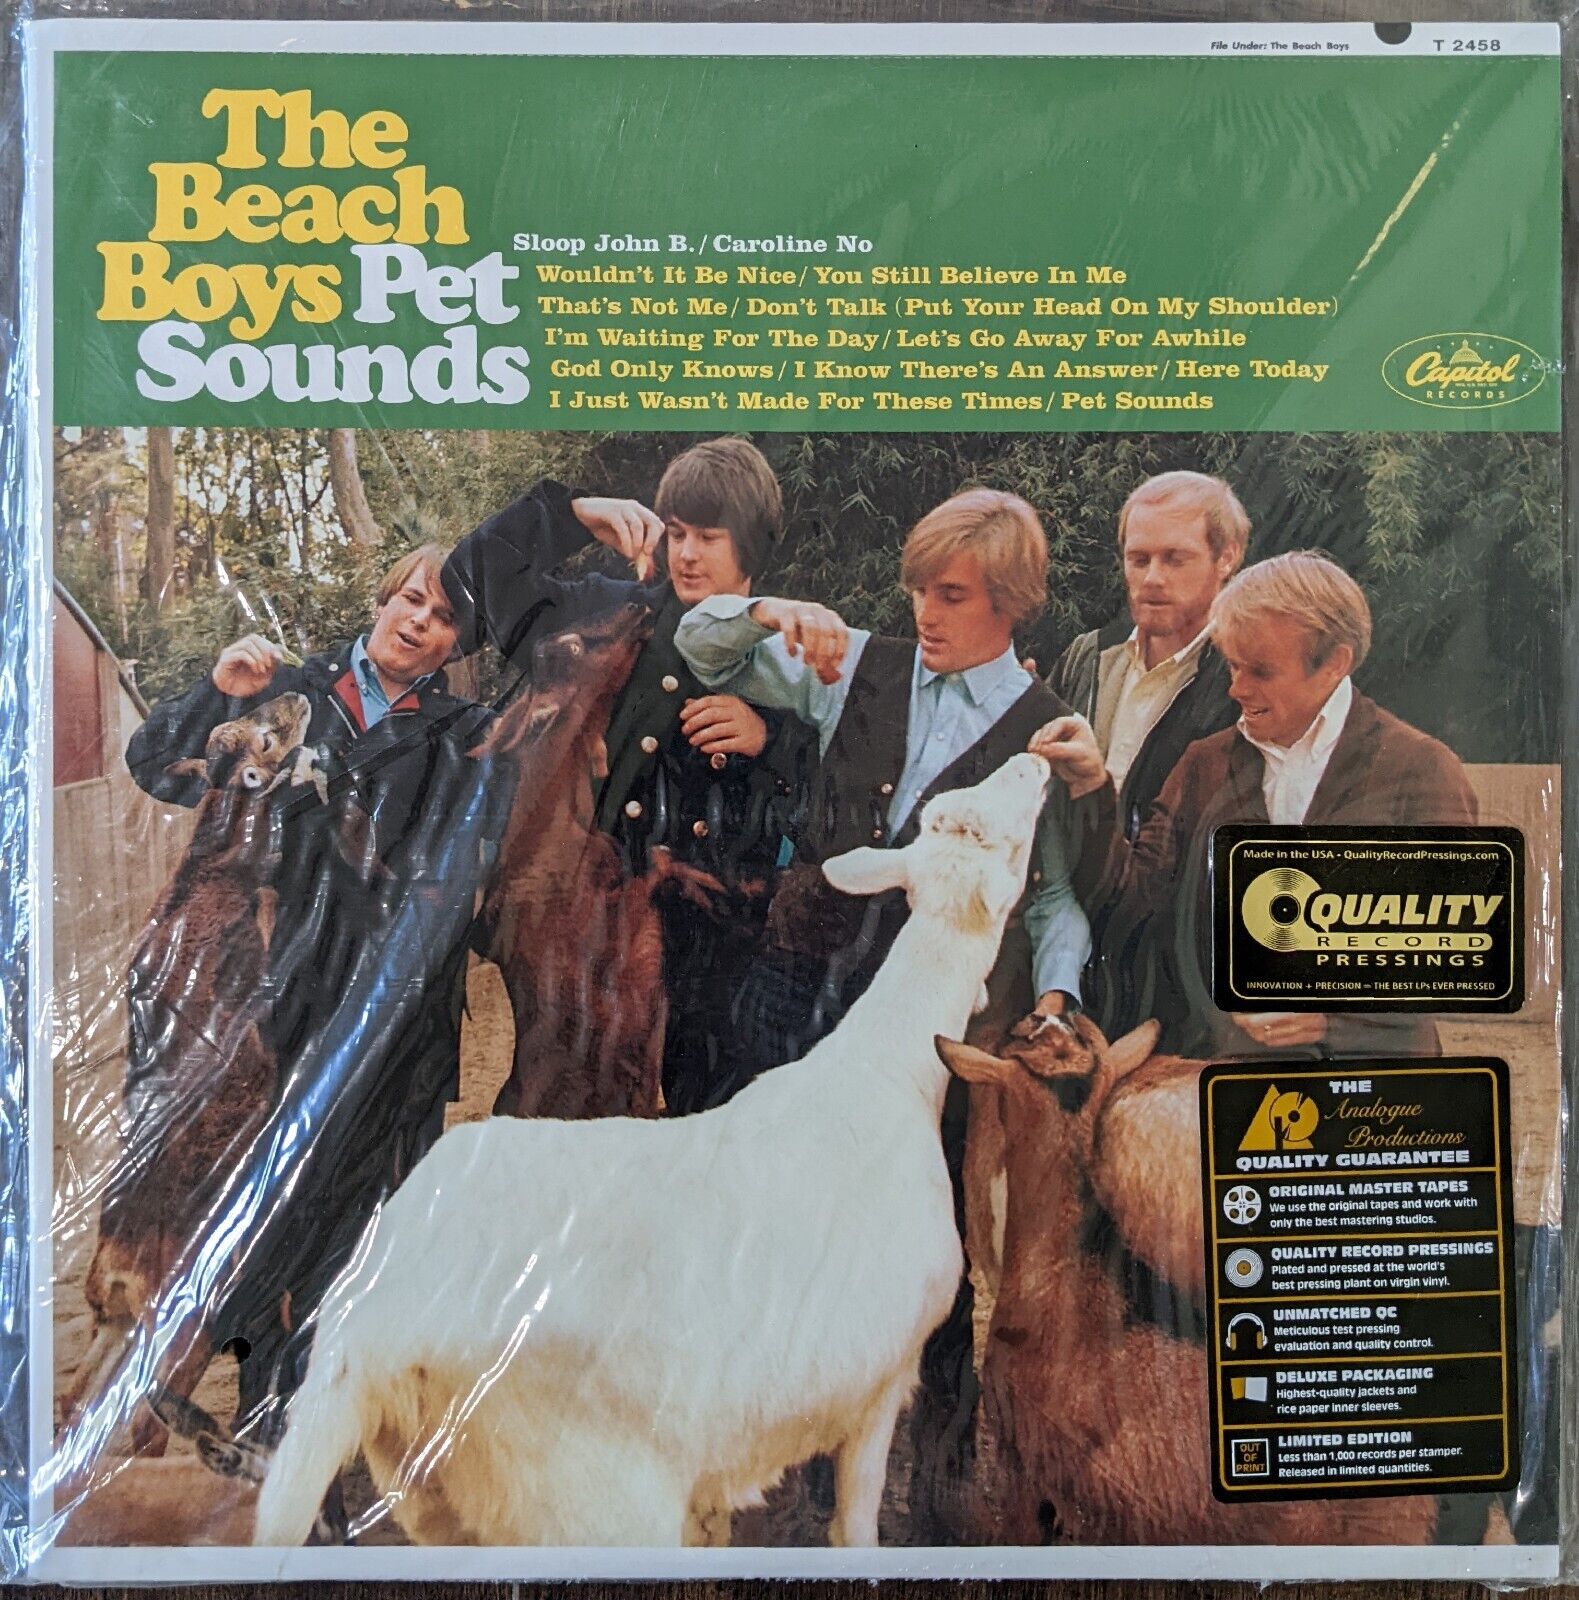 File Under: The Beach Boys
T 2458
The
Beach
Boys Pet
Sounds
Sloop John B./Caroline No
Wouldn't It Be Nice/You Still Believe In Me
That's Not Me/Don't Talk (Put Your Head On My Shoulder)
I'm Waiting For The Day/Let's Go Away For Awhile
God Only Knows/I Know There's An Answer/Here Today
I Just Wasn't Made For These Times/Pet Sounds
Capitol
RECORDS
Made in the USA - QualityRecordPressings.com
QUALITY
RECORD
PRESSINGS
INNOVATION + PRECISION = THE BEST LPs EVER PRESSED
THE
Analogue
Productions
QUALITY GUARANTEE
ORIGINAL MASTER TAPES
We use the original tapes and work with
only the best mastering studios.
QUALITY RECORD PRESSINGS
Plated and pressed at the world's
best pressing plant on virgin vinyl.
UNMATCHED QC
Meticulous test pressing
evaluation and quality control.
DELUXE PACKAGING
Highest-quality jackets and
rice paper inner sleeves.
OUT
OF
PRINT
LIMITED EDITION
Less than 1,000 records per stamper.
Released in limited quantities.